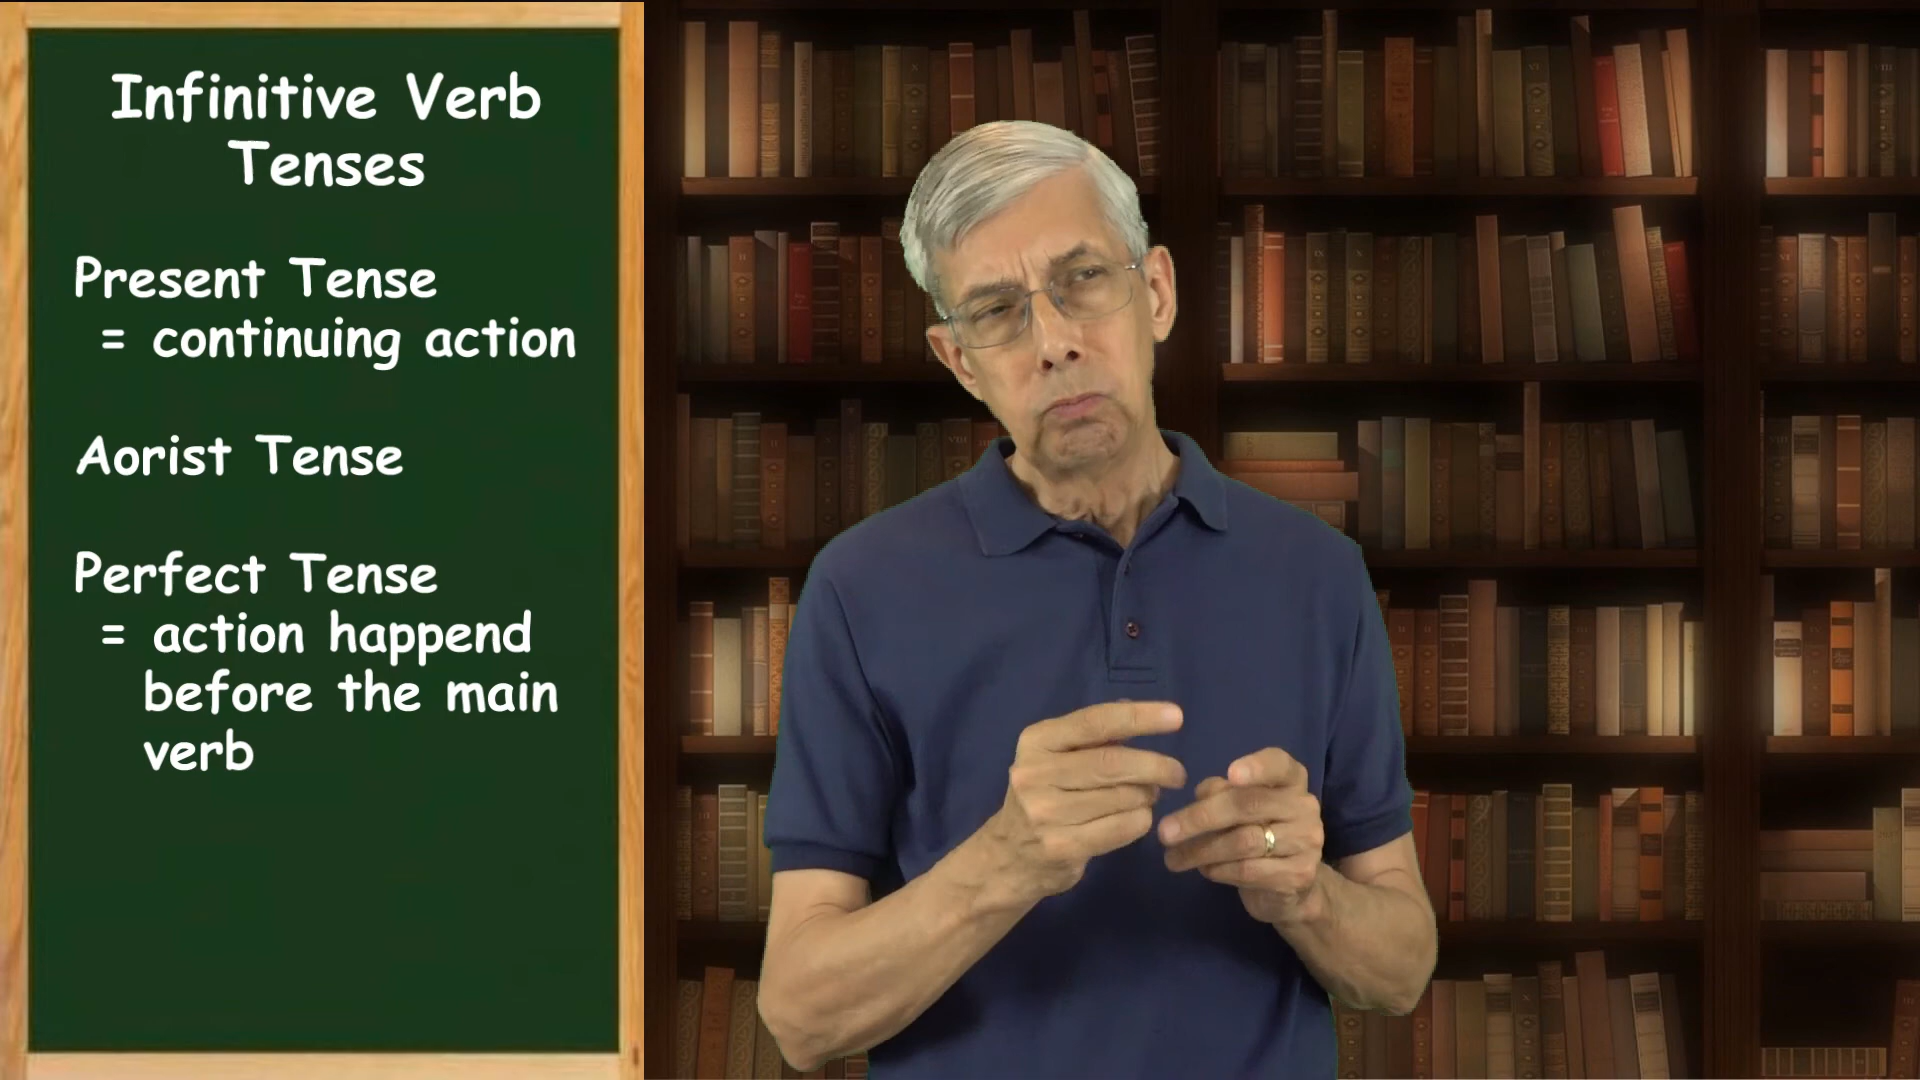 Infinitive Verb
Tenses
Present Tense
= continuing action
Aorist Tense
Perfect Tense
= action happend
before the main
verb